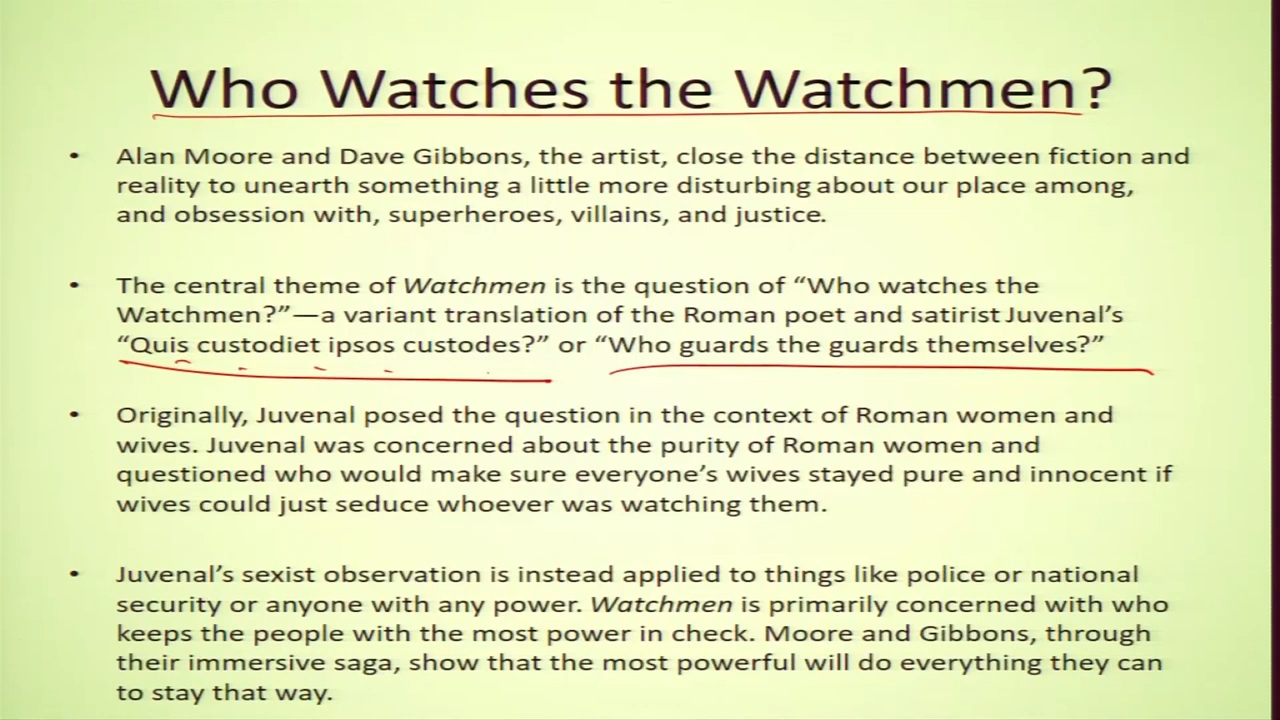 Who Watches the Watchmen?
• Alan Moore and Dave Gibbons, the artist, close the distance between fiction and
reality to unearth something a little more disturbing about our place among,
and obsession with, superheroes, villains, and justice.
• The central theme of Watchmen is the question of “Who watches the
Watchmen?”—a variant translation of the Roman poet and satirist Juvenal’s
“Quis custodiet ipsos custodes?” or “Who guards the guards themselves?”
• Originally, Juvenal posed the question in the context of Roman women and
wives. Juvenal was concerned about the purity of Roman women and
questioned who would make sure everyone’s wives stayed pure and innocent if
wives could just seduce whoever was watching them.
• Juvenal’s sexist observation is instead applied to things like police or national
security or anyone with any power. Watchmen is primarily concerned with who
keeps the people with the most power in check. Moore and Gibbons, through
their immersive saga, show that the most powerful will do everything they can
to stay that way.